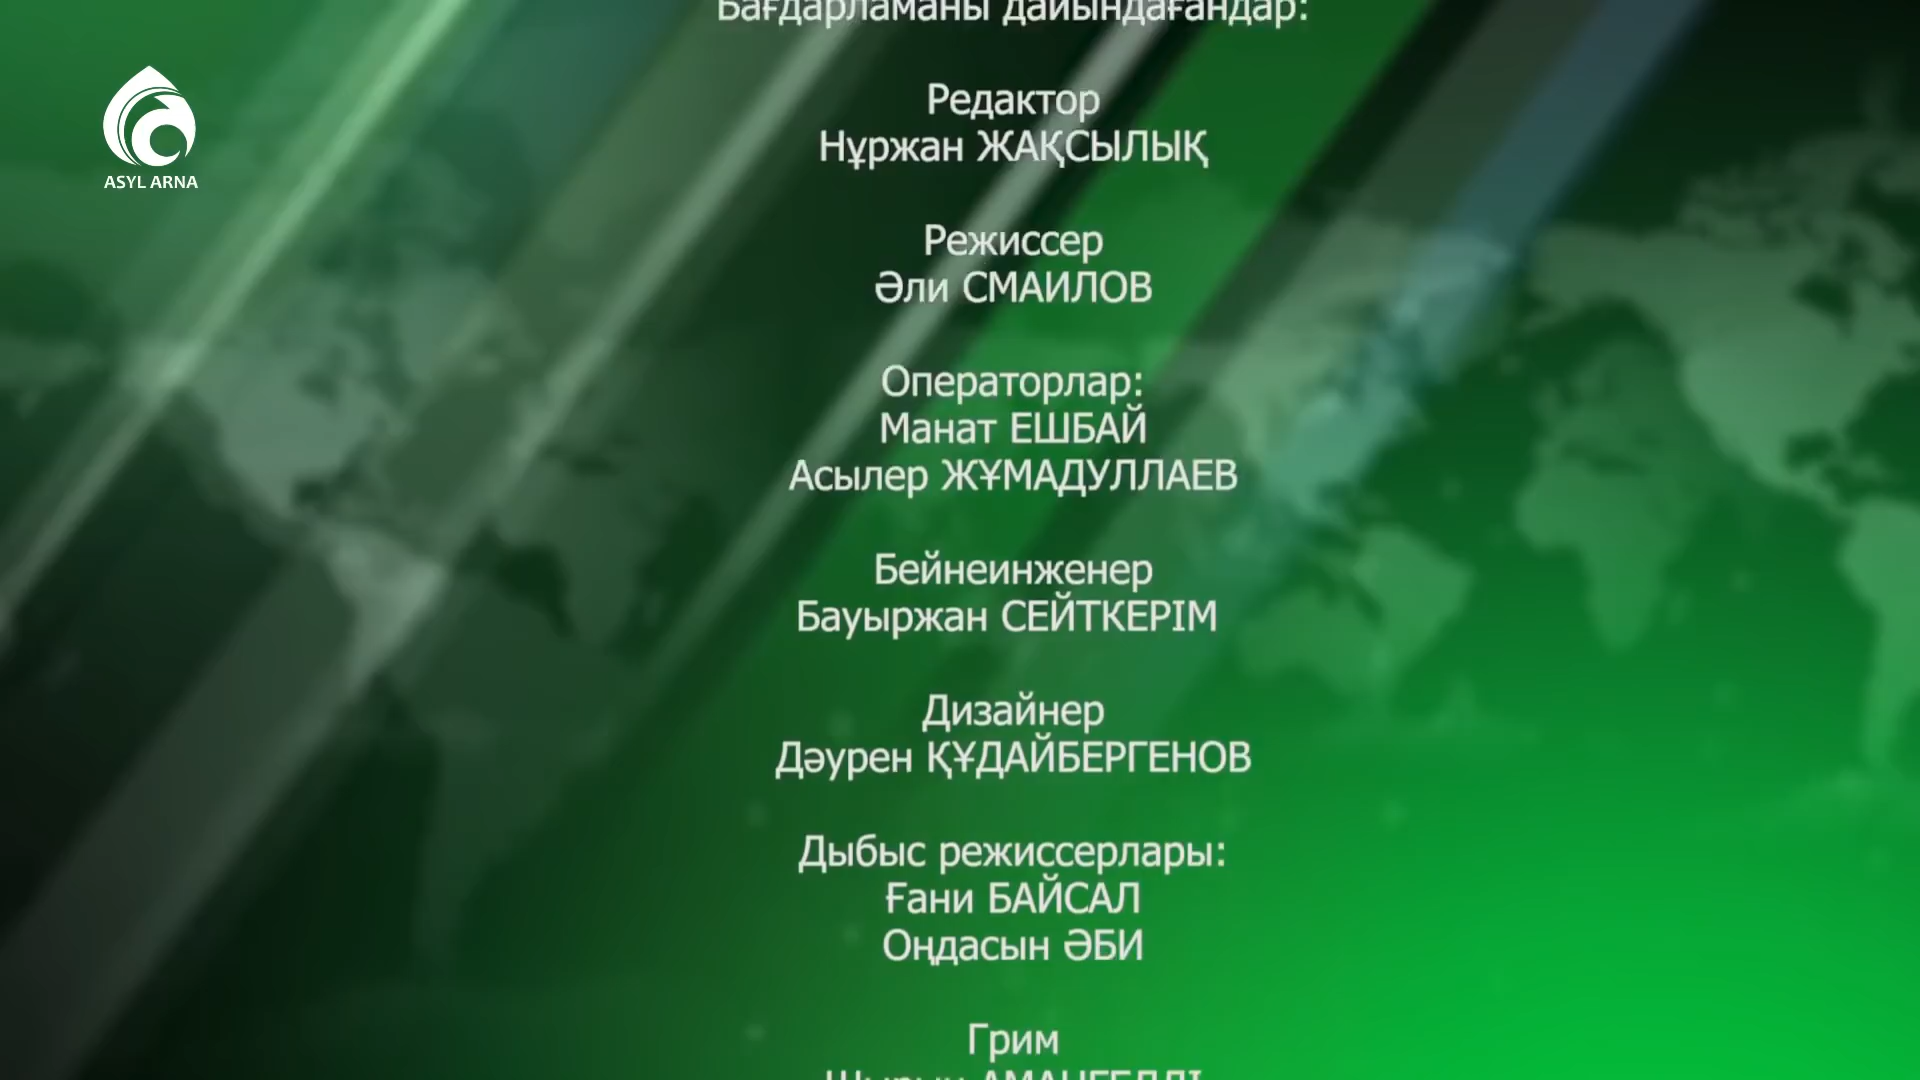 Бағдарламаны дайындағандар:
ASYL ARNA
Редактор
Нұржан ЖАҚСЫЛЫҚ
Режиссер
Әли СМАИЛОВ
Операторлар:
Манат ЕШБАЙ
Асылер ЖҰМАДУЛЛАЕВ
Бейнеинженер
Бауыржан СЕЙТКЕРІМ
Дизайнер
Дәурен ҚҰДАЙБЕРГЕНОВ
Дыбыс режиссерлары:
Ғани БАЙСАЛ
Оңдасын ӘБИ
Грим